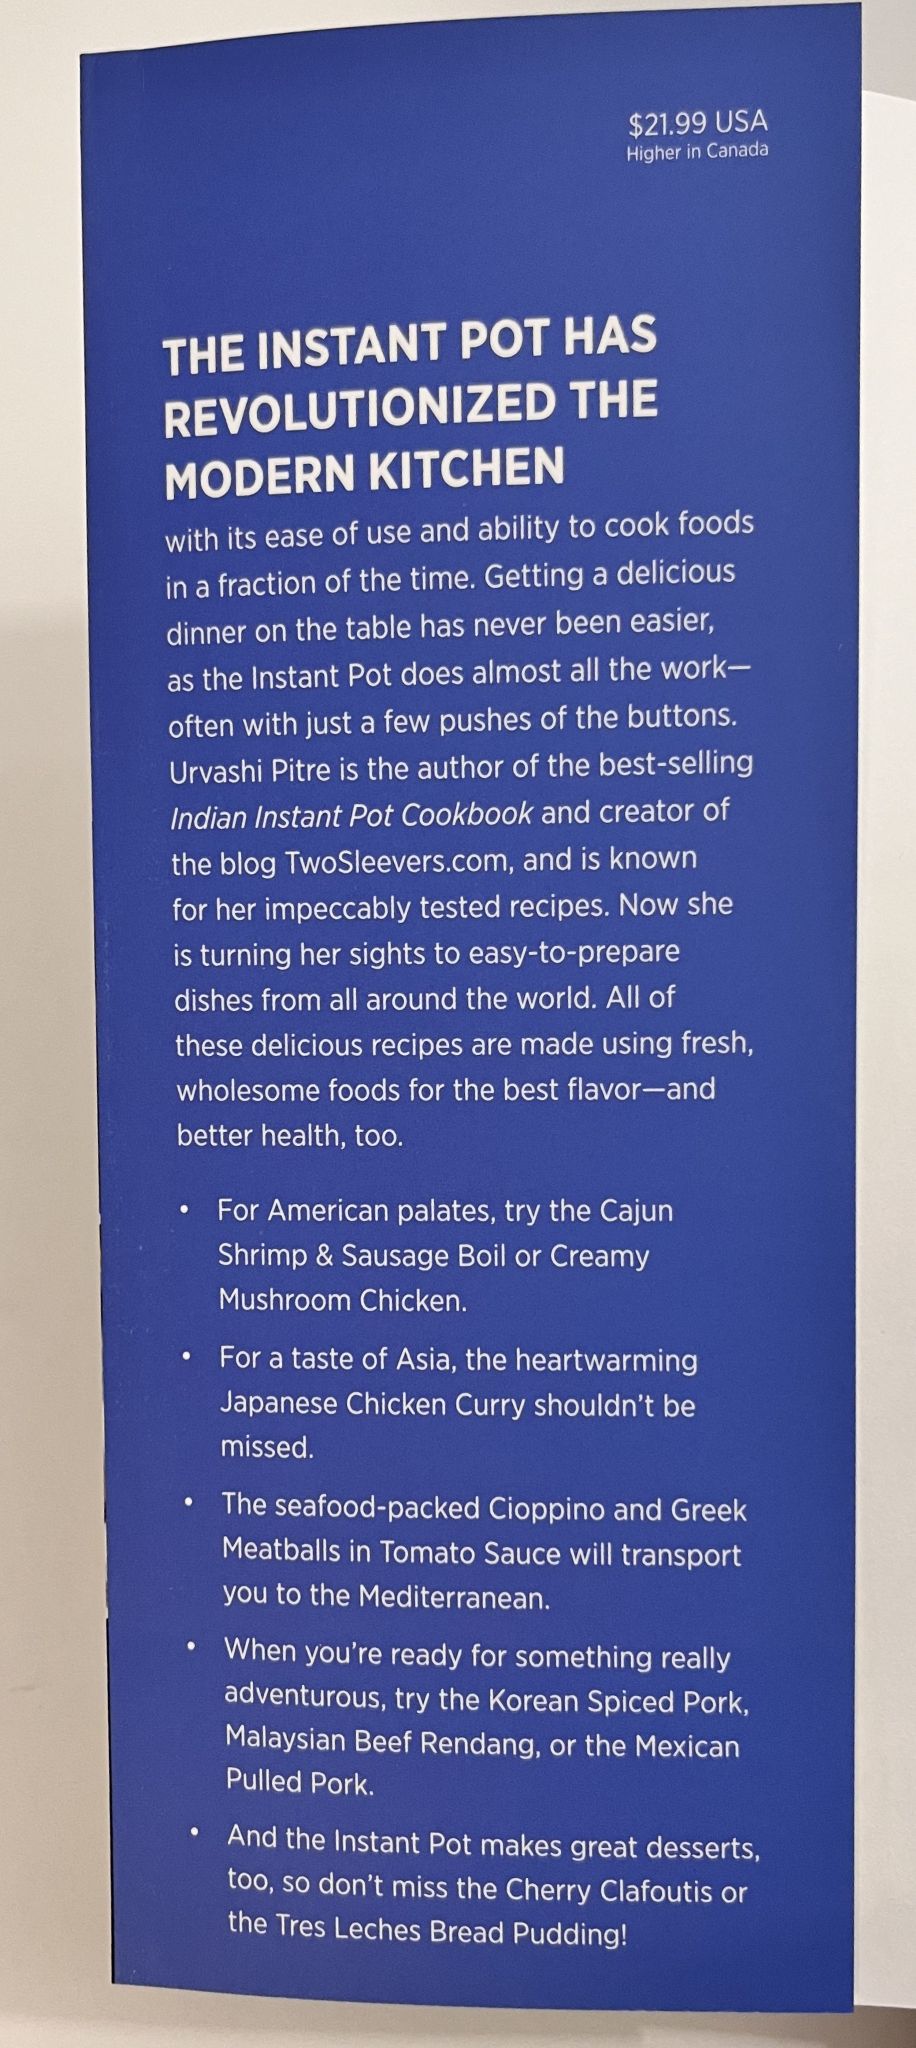 $21.99 USA
Higher in Canada
THE INSTANT POT HAS
REVOLUTIONIZED THE
MODERN KITCHEN
with its ease of use and ability to cook foods
in a fraction of the time. Getting a delicious
dinner on the table has never been easier,
as the Instant Pot does almost all the work—
often with just a few pushes of the buttons.
Urvashi Pitre is the author of the best-selling
Indian Instant Pot Cookbook and creator of
the blog TwoSleevers.com, and is known
for her impeccably tested recipes. Now she
is turning her sights to easy-to-prepare
dishes from all around the world. All of
these delicious recipes are made using fresh,
wholesome foods for the best flavor—and
better health, too.
• For American palates, try the Cajun
Shrimp & Sausage Boil or Creamy
Mushroom Chicken.
• For a taste of Asia, the heartwarming
Japanese Chicken Curry shouldn't be
missed.
• The seafood-packed Cioppino and Greek
Meatballs in Tomato Sauce will transport
you to the Mediterranean.
• When you're ready for something really
adventurous, try the Korean Spiced Pork,
Malaysian Beef Rendang, or the Mexican
Pulled Pork.
• And the Instant Pot makes great desserts,
too, so don't miss the Cherry Clafoutis or
the Tres Leches Bread Pudding!